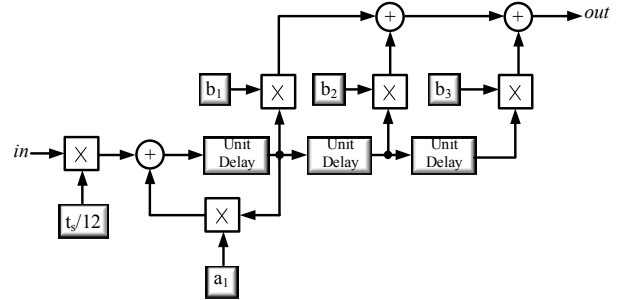 out
b₁
b₂
b₃
in
Unit
Delay
Unit
Delay
Unit
Delay
tₛ/12
a₁